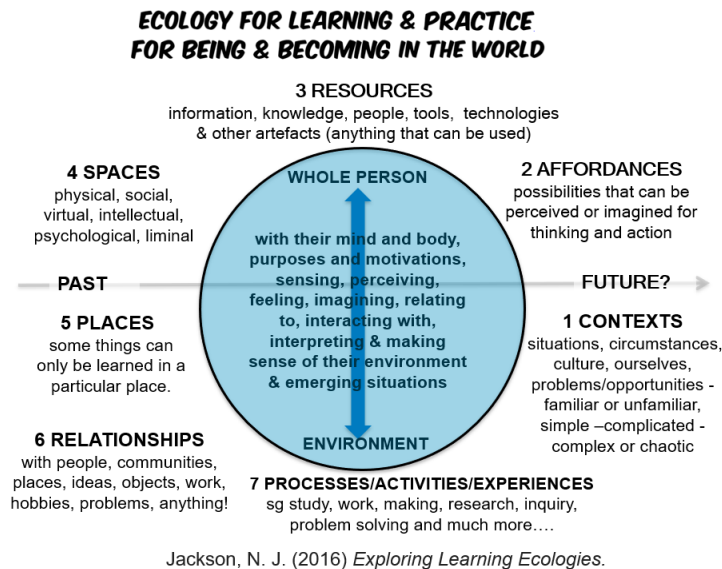 ECOLOGY FOR LEARNING & PRACTICE
FOR BEING & BECOMING IN THE WORLD
3 RESOURCES
information, knowledge, people, tools, technologies
& other artefacts (anything that can be used)
4 SPACES
physical, social,
virtual, intellectual,
psychological, liminal
WHOLE PERSON
2 AFFORDANCES
possibilities that can be
perceived or imagined for
thinking and action
with their mind and body,
purposes and motivations,
sensing, perceiving,
feeling, imagining, relating
to, interacting with,
interpreting & making
sense of their environment
& emerging situations
PAST
FUTURE?
5 PLACES
some things can
only be learned in a
particular place.
1 CONTEXTS
situations, circumstances,
culture, ourselves,
problems/opportunities -
familiar or unfamiliar,
simple –complicated -
complex or chaotic
6 RELATIONSHIPS
with people, communities,
places, ideas, objects, work,
hobbies, problems, anything!
ENVIRONMENT
7 PROCESSES/ACTIVITIES/EXPERIENCES
sg study, work, making, research, inquiry,
problem solving and much more….
Jackson, N. J. (2016) Exploring Learning Ecologies.